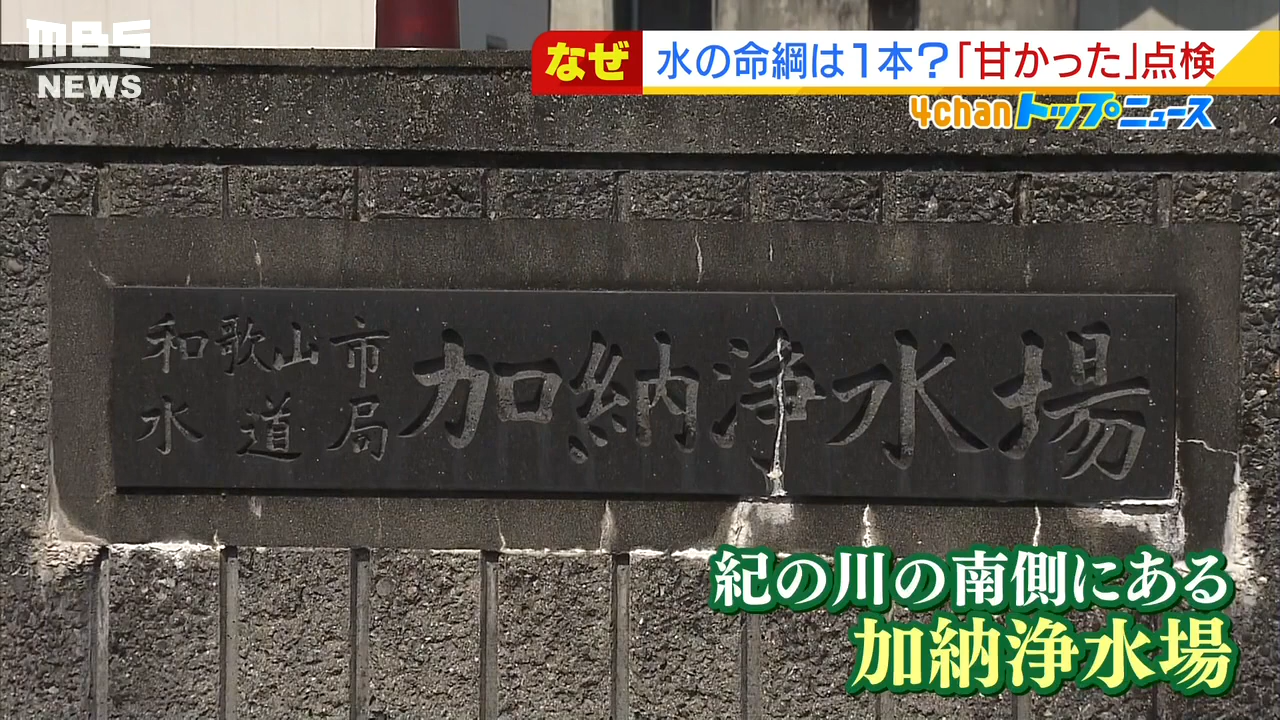 MBS
NEWS
なぜ
水の命綱は1本?「甘かった」点検
4chanトップニュース
和歌山市
水道局
加納浄水場
紀の川の南側にある
加納浄水場